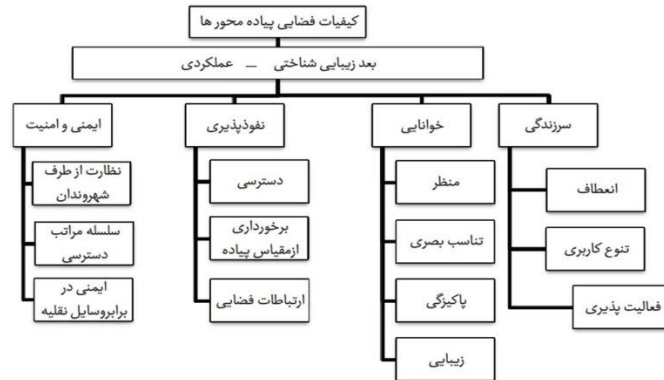 کیفیات فضایی پیاده محور ها
بعد زیبایی شناختی – عملکردی
سرزندگی
خوانایی
نفوذپذیری
ایمنی و امنیت
انعطاف
تنوع کاربری
فعالیت پذیری
منظر
تناسب بصری
پاکیزگی
زیبایی
دسترسی
برخورداری
ازمقیاس پیاده
ارتباطات فضایی
نظارت از طرف
شهروندان
سلسله مراتب
دسترسی
ایمنی در
برابروسایل نقلیه